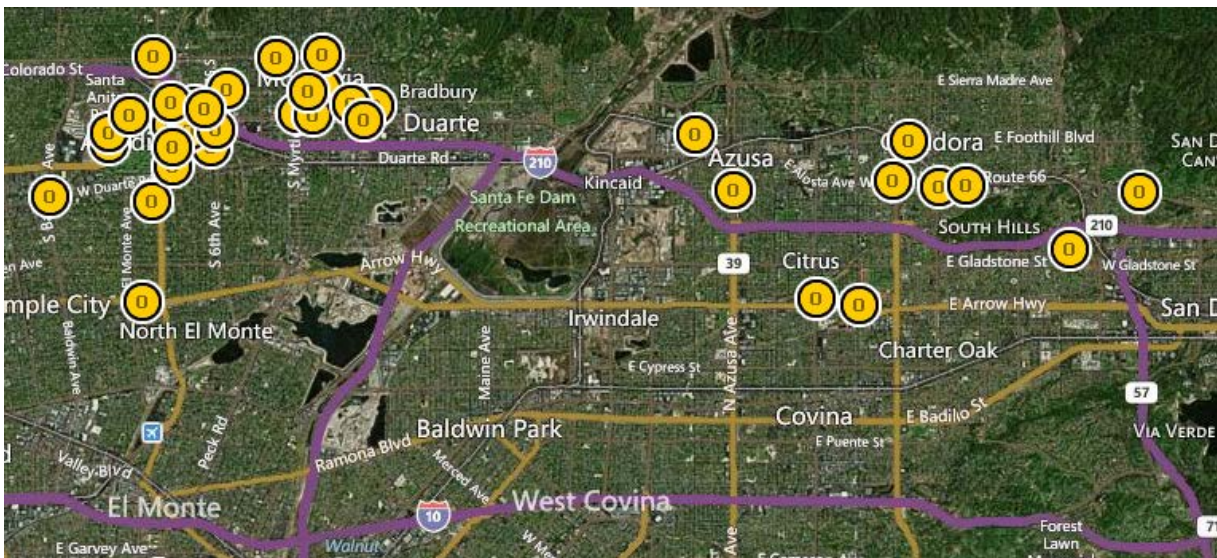 Colorado St
Santa
Anita
Bradbury
Duarte
E Sierra Madre Ave
E Foothill Blvd
SAN D
CAN
Azusa
Duarte Rd
210
Kincaid
E Alosta Ave W
Route 66
W Duarte
S Myrtl
Santa Fe Dam
Recreational Area
SOUTH HILLS
210
E Gladstone St
W Gladstone St
El Monte Ave
S 6th Ave
Arrow Hwy
39
Citrus
mple City
North El Monte
Irwindale
E Arrow Hwy
San D
Baldwin Ave
Maine Ave
E Cypress St
N Azusa Ave
Charter Oak
57
Peck Rd
Baldwin Park
Covina
E Badillo St
E Puente St
VIA VERDE
Ramona Blvd
Merced Ave
Valley Blvd
El Monte
West Covina
10
71
E Garvey Ave
Walnut
W Mer
Ave
Forest
Lawn